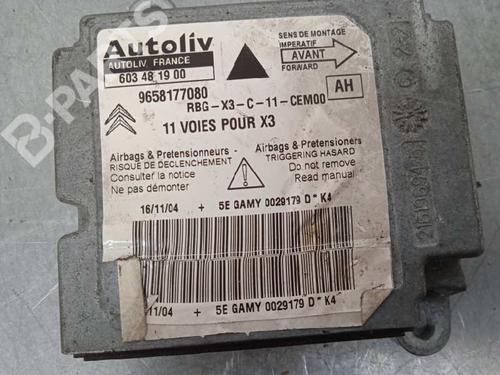 Autoliv
AUTOLIV FRANCE
603 48 19 00
SENS DE MONTAGE
IMPERATIF
AVANT
FORWARD
9658177080
RBG-X3-C-11-CEM00
AH
11 VOIES POUR X3
Airbags & Pretensionneurs
RISQUE DE DECLENCHEMENT
Consulter la notice
Ne pas démonter
Airbags & Pretensioners
TRIGGERING HASARD
Do not remove
Read manual
16/11/04 + 5E GAMY 0029179 D * K4
11/04 + 5E GAMY 0029179 D * K4
B-PARTS